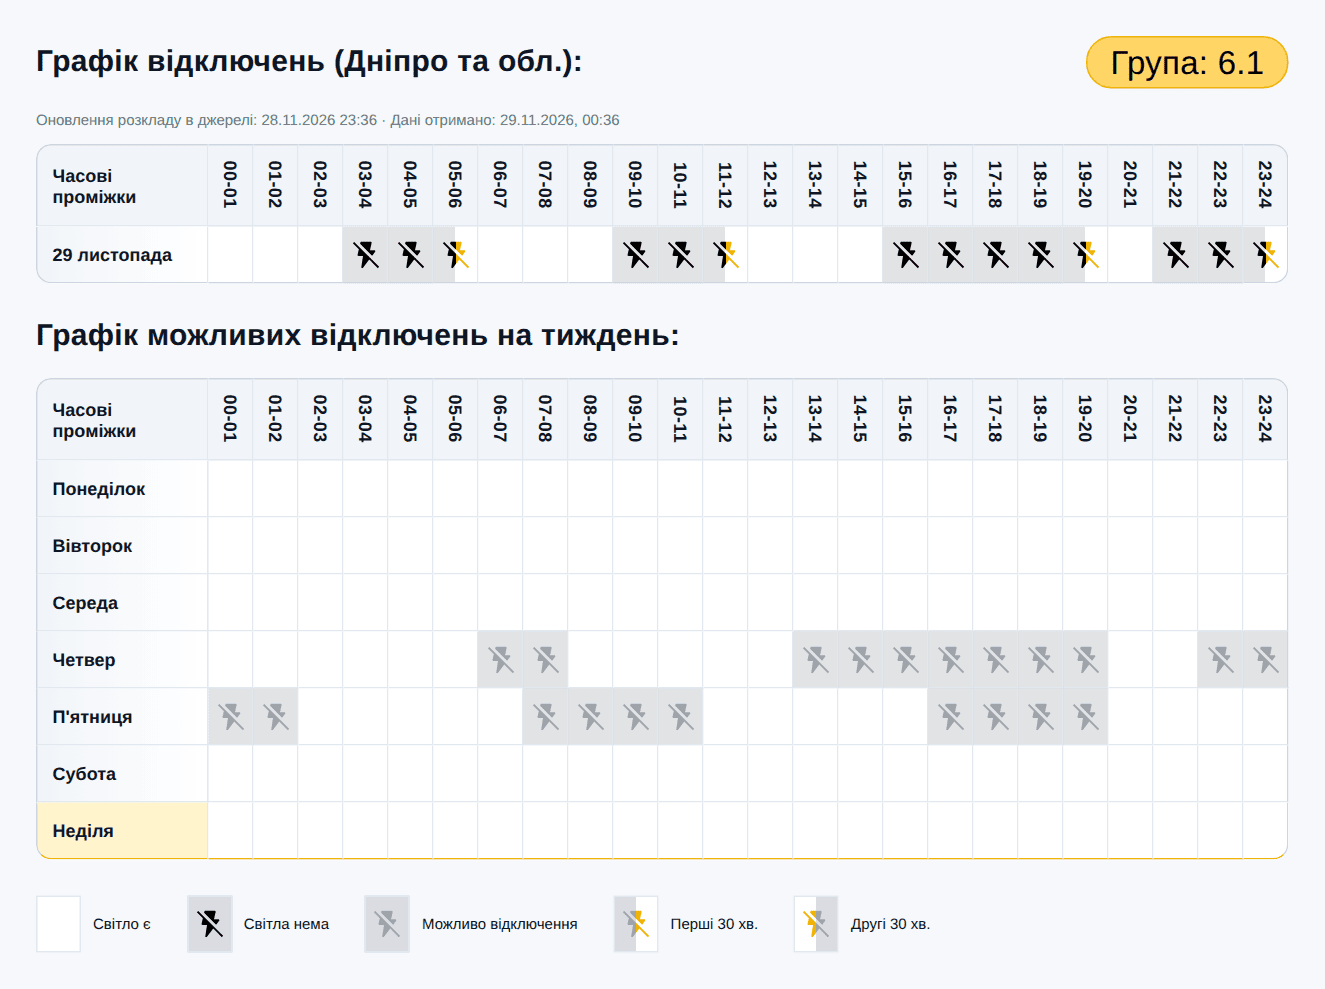 Графік відключень (Дніпро та обл.):
Група: 6.1
Оновлення розкладу в джерелі: 28.11.2026 23:36 · Дані отримано: 29.11.2026, 00:36
Часові
проміжки
00-01 01-02 02-03 03-04 04-05 05-06 06-07 07-08 08-09 09-10 10-11 11-12 12-13 13-14 14-15 15-16 16-17 17-18 18-19 19-20 20-21 21-22 22-23 23-24
29 листопада
Графік можливих відключень на тиждень:
Часові
проміжки
00-01 01-02 02-03 03-04 04-05 05-06 06-07 07-08 08-09 09-10 10-11 11-12 12-13 13-14 14-15 15-16 16-17 17-18 18-19 19-20 20-21 21-22 22-23 23-24
Понеділок
Вівторок
Середа
Четвер
П'ятниця
Субота
Неділя
Світло є
Світла нема
Можливо відключення
Перші 30 хв.
Другі 30 хв.